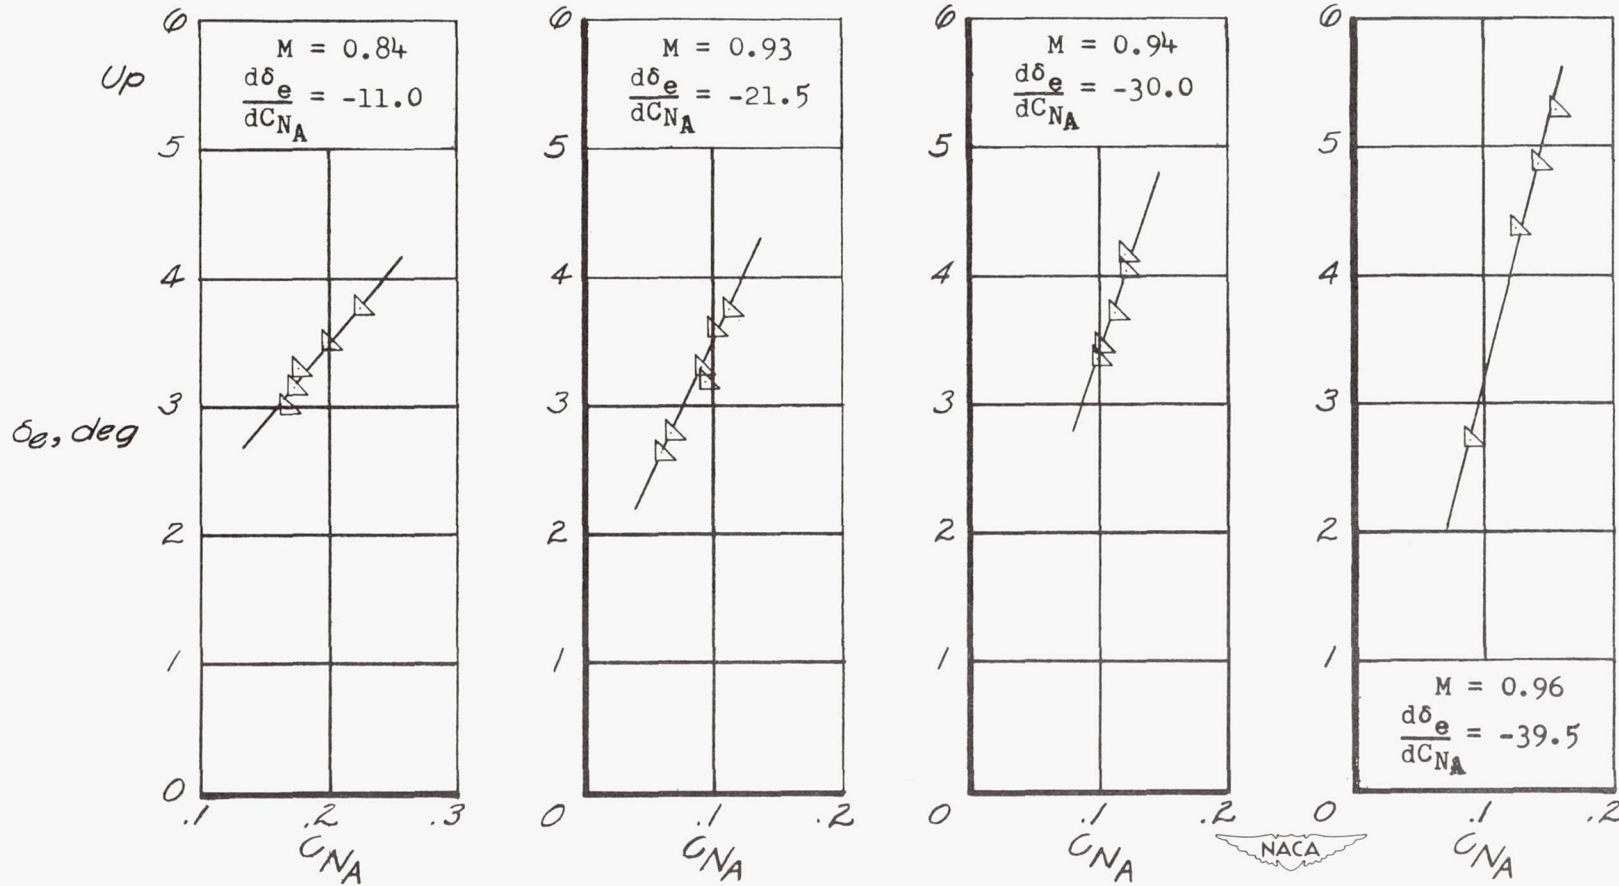 6
M = 0.84
dδe/dCNA = -11.0
Up
5
4
3
δe, deg
2
1
0
.1 .2 .3
CNA
6
M = 0.93
dδe/dCNA = -21.5
5
4
3
2
1
0 .1 .2
CNA
6
M = 0.94
dδe/dCNA = -30.0
5
4
3
2
1
0 .1 .2
CNA
NACA
6
5
4
3
2
1
M = 0.96
dδe/dCNA = -39.5
0 .1 .2
CNA